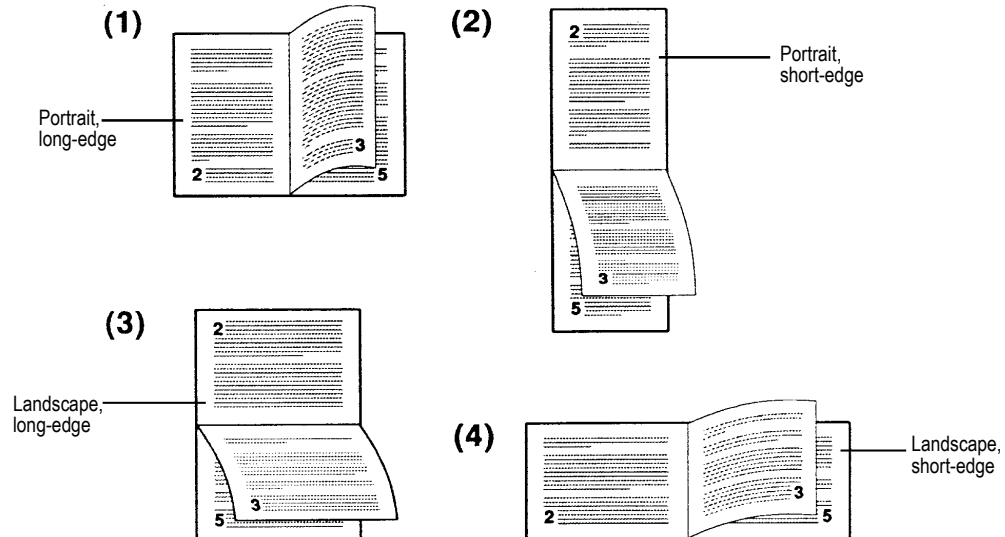 (1)
Portrait,
long-edge
2
3
5
(2)
2
Portrait,
short-edge
3
5
(3)
2
Landscape,
long-edge
3
5
(4)
2
3
5
Landscape,
short-edge